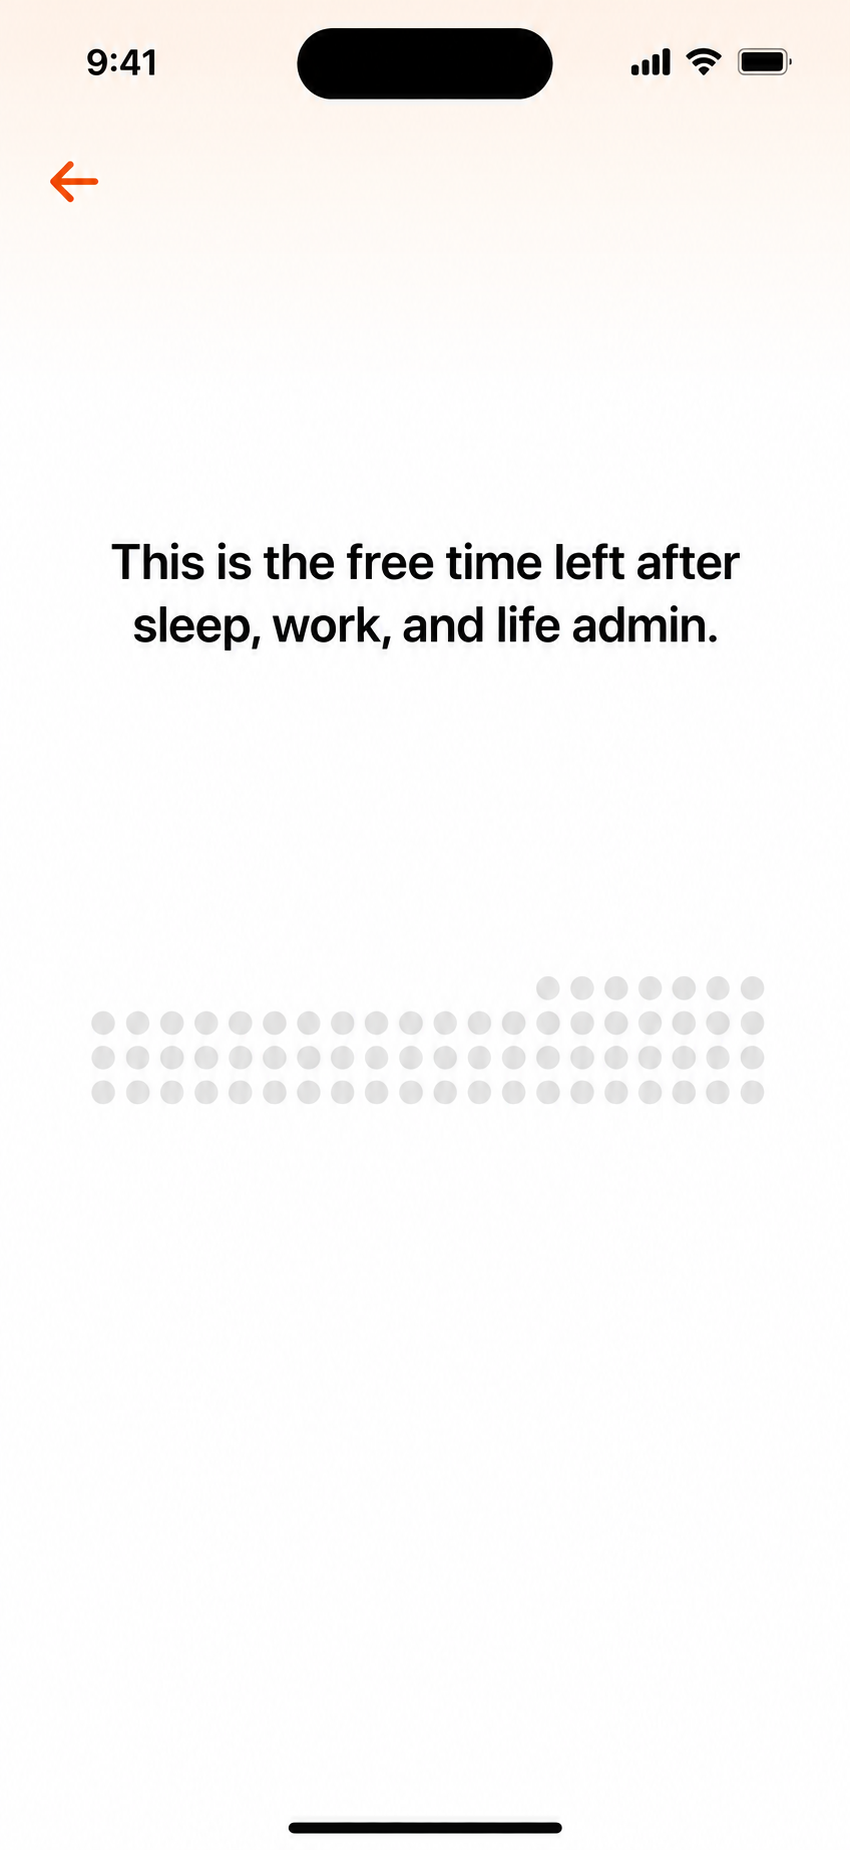 9:41
This is the free time left after
sleep, work, and life admin.